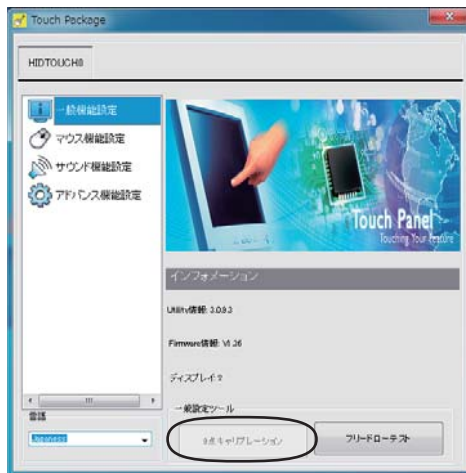 Touch Package
HIDTOUCH0
一般機能設定
マウス機能設定
サウンド機能設定
アドバンス機能設定
Touch Panel
Touching Your Feature
インフォメーション
Utility情報: 3.0.9.3
Firmware情報: V1.26
ディスプレイ:
一般設定ツール
言語
Japanese
キャリブレーション
フリードローテスト